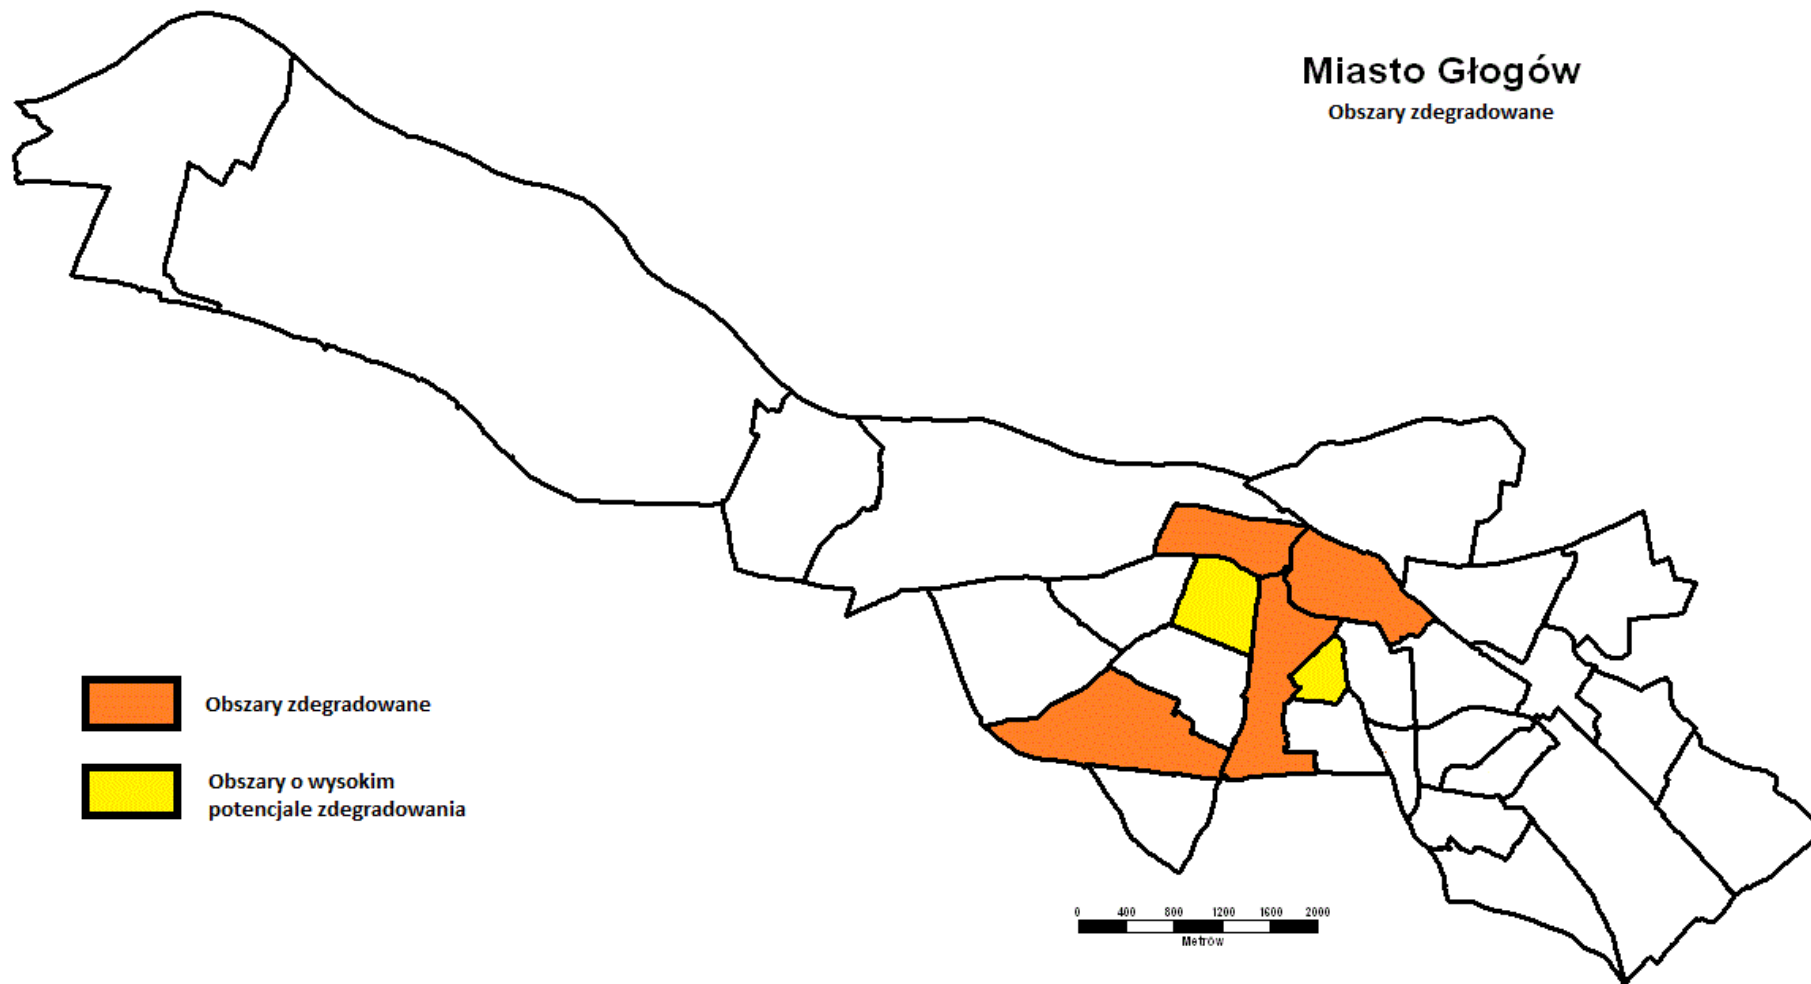 Miasto Głogów
Obszary zdegradowane
Obszary zdegradowane
Obszary o wysokim
potencjale zdegradowania
0 400 800 1200 1600 2000
Metrów